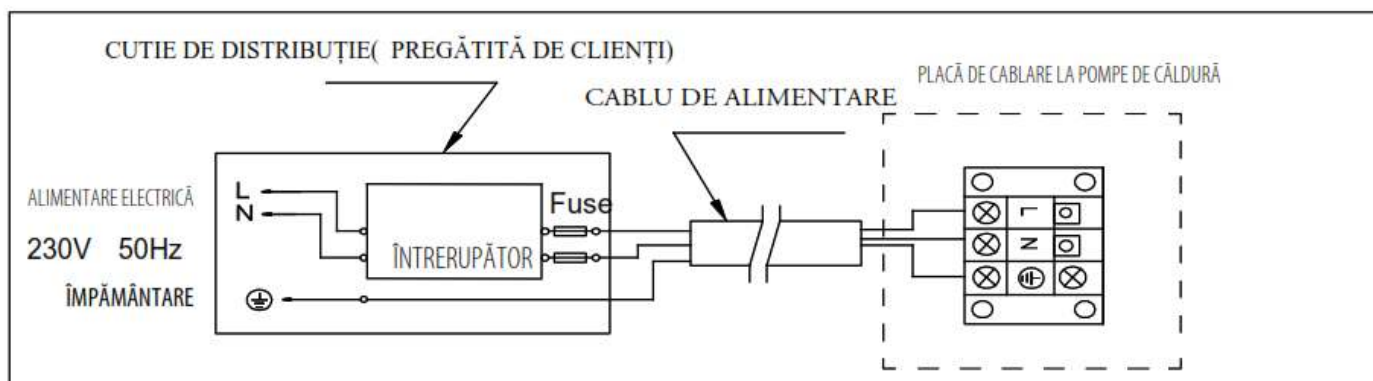 CUTIE DE DISTRIBUȚIE( PREGĂTITĂ DE CLIENȚI)
PLACĂ DE CABLARE LA POMPE DE CĂLDURĂ
CABLU DE ALIMENTARE
ALIMENTARE ELECTRICĂ
L
N
Fuse
ÎNTRERUPĂTOR
230V 50Hz
ÎMPĂMÂNTARE
L
N